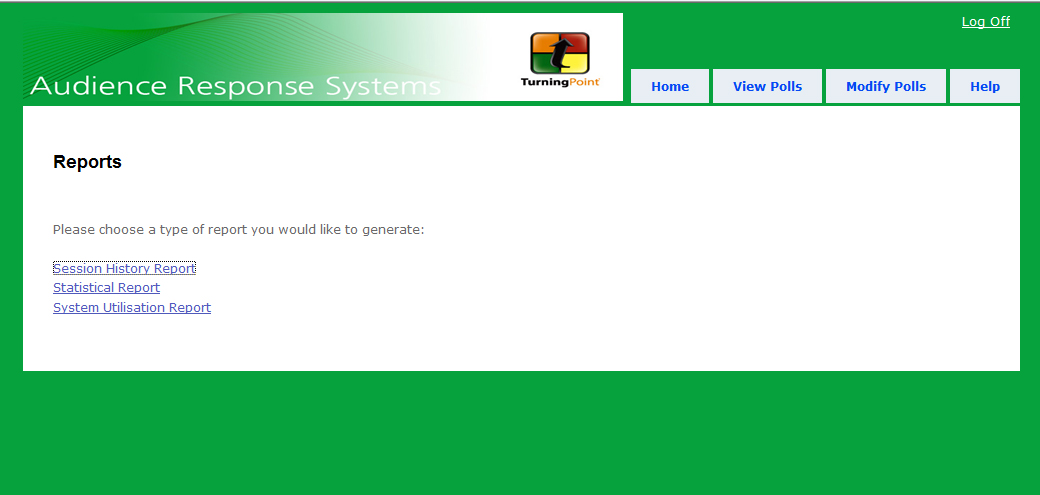 Log Off
Audience Response Systems
TurningPoint
Home
View Polls
Modify Polls
Help
Reports
Please choose a type of report you would like to generate:
Session History Report
Statistical Report
System Utilisation Report